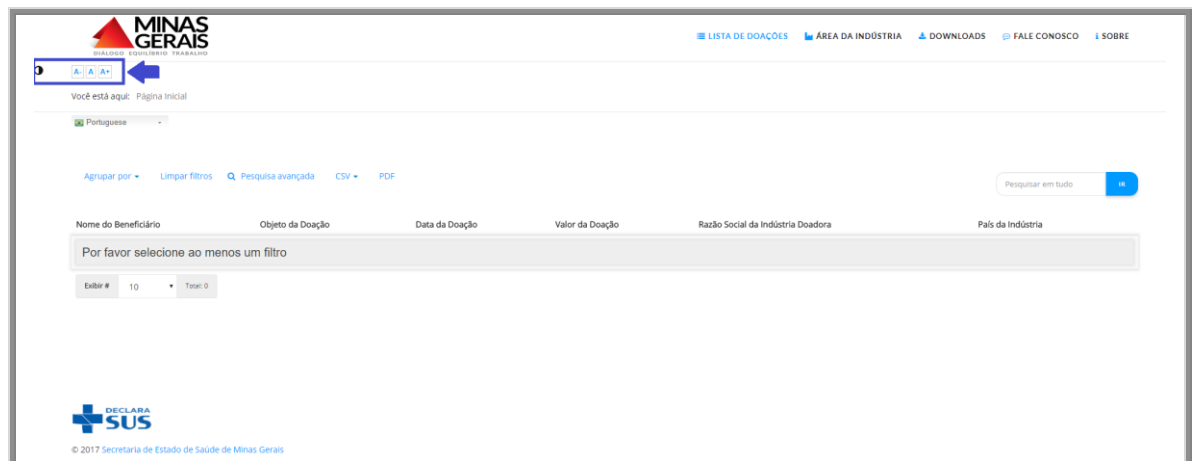 MINAS
GERAIS
DIÁLOGO EQUILÍBRIO TRABALHO
LISTA DE DOAÇÕES ÁREA DA INDÚSTRIA DOWNLOADS FALE CONOSCO SOBRE
A- A A+
Você está aqui: Página Inicial
Portuguese
Agrupar por Limpar filtros Pesquisa avançada CSV PDF
Pesquisar em tudo IR
Nome do Beneficiário Objeto da Doação Data da Doação Valor da Doação Razão Social da Indústria Doadora País da Indústria
Por favor selecione ao menos um filtro
Exibir # 10 Total: 0
DECLARA
SUS
© 2017 Secretaria de Estado de Saúde de Minas Gerais